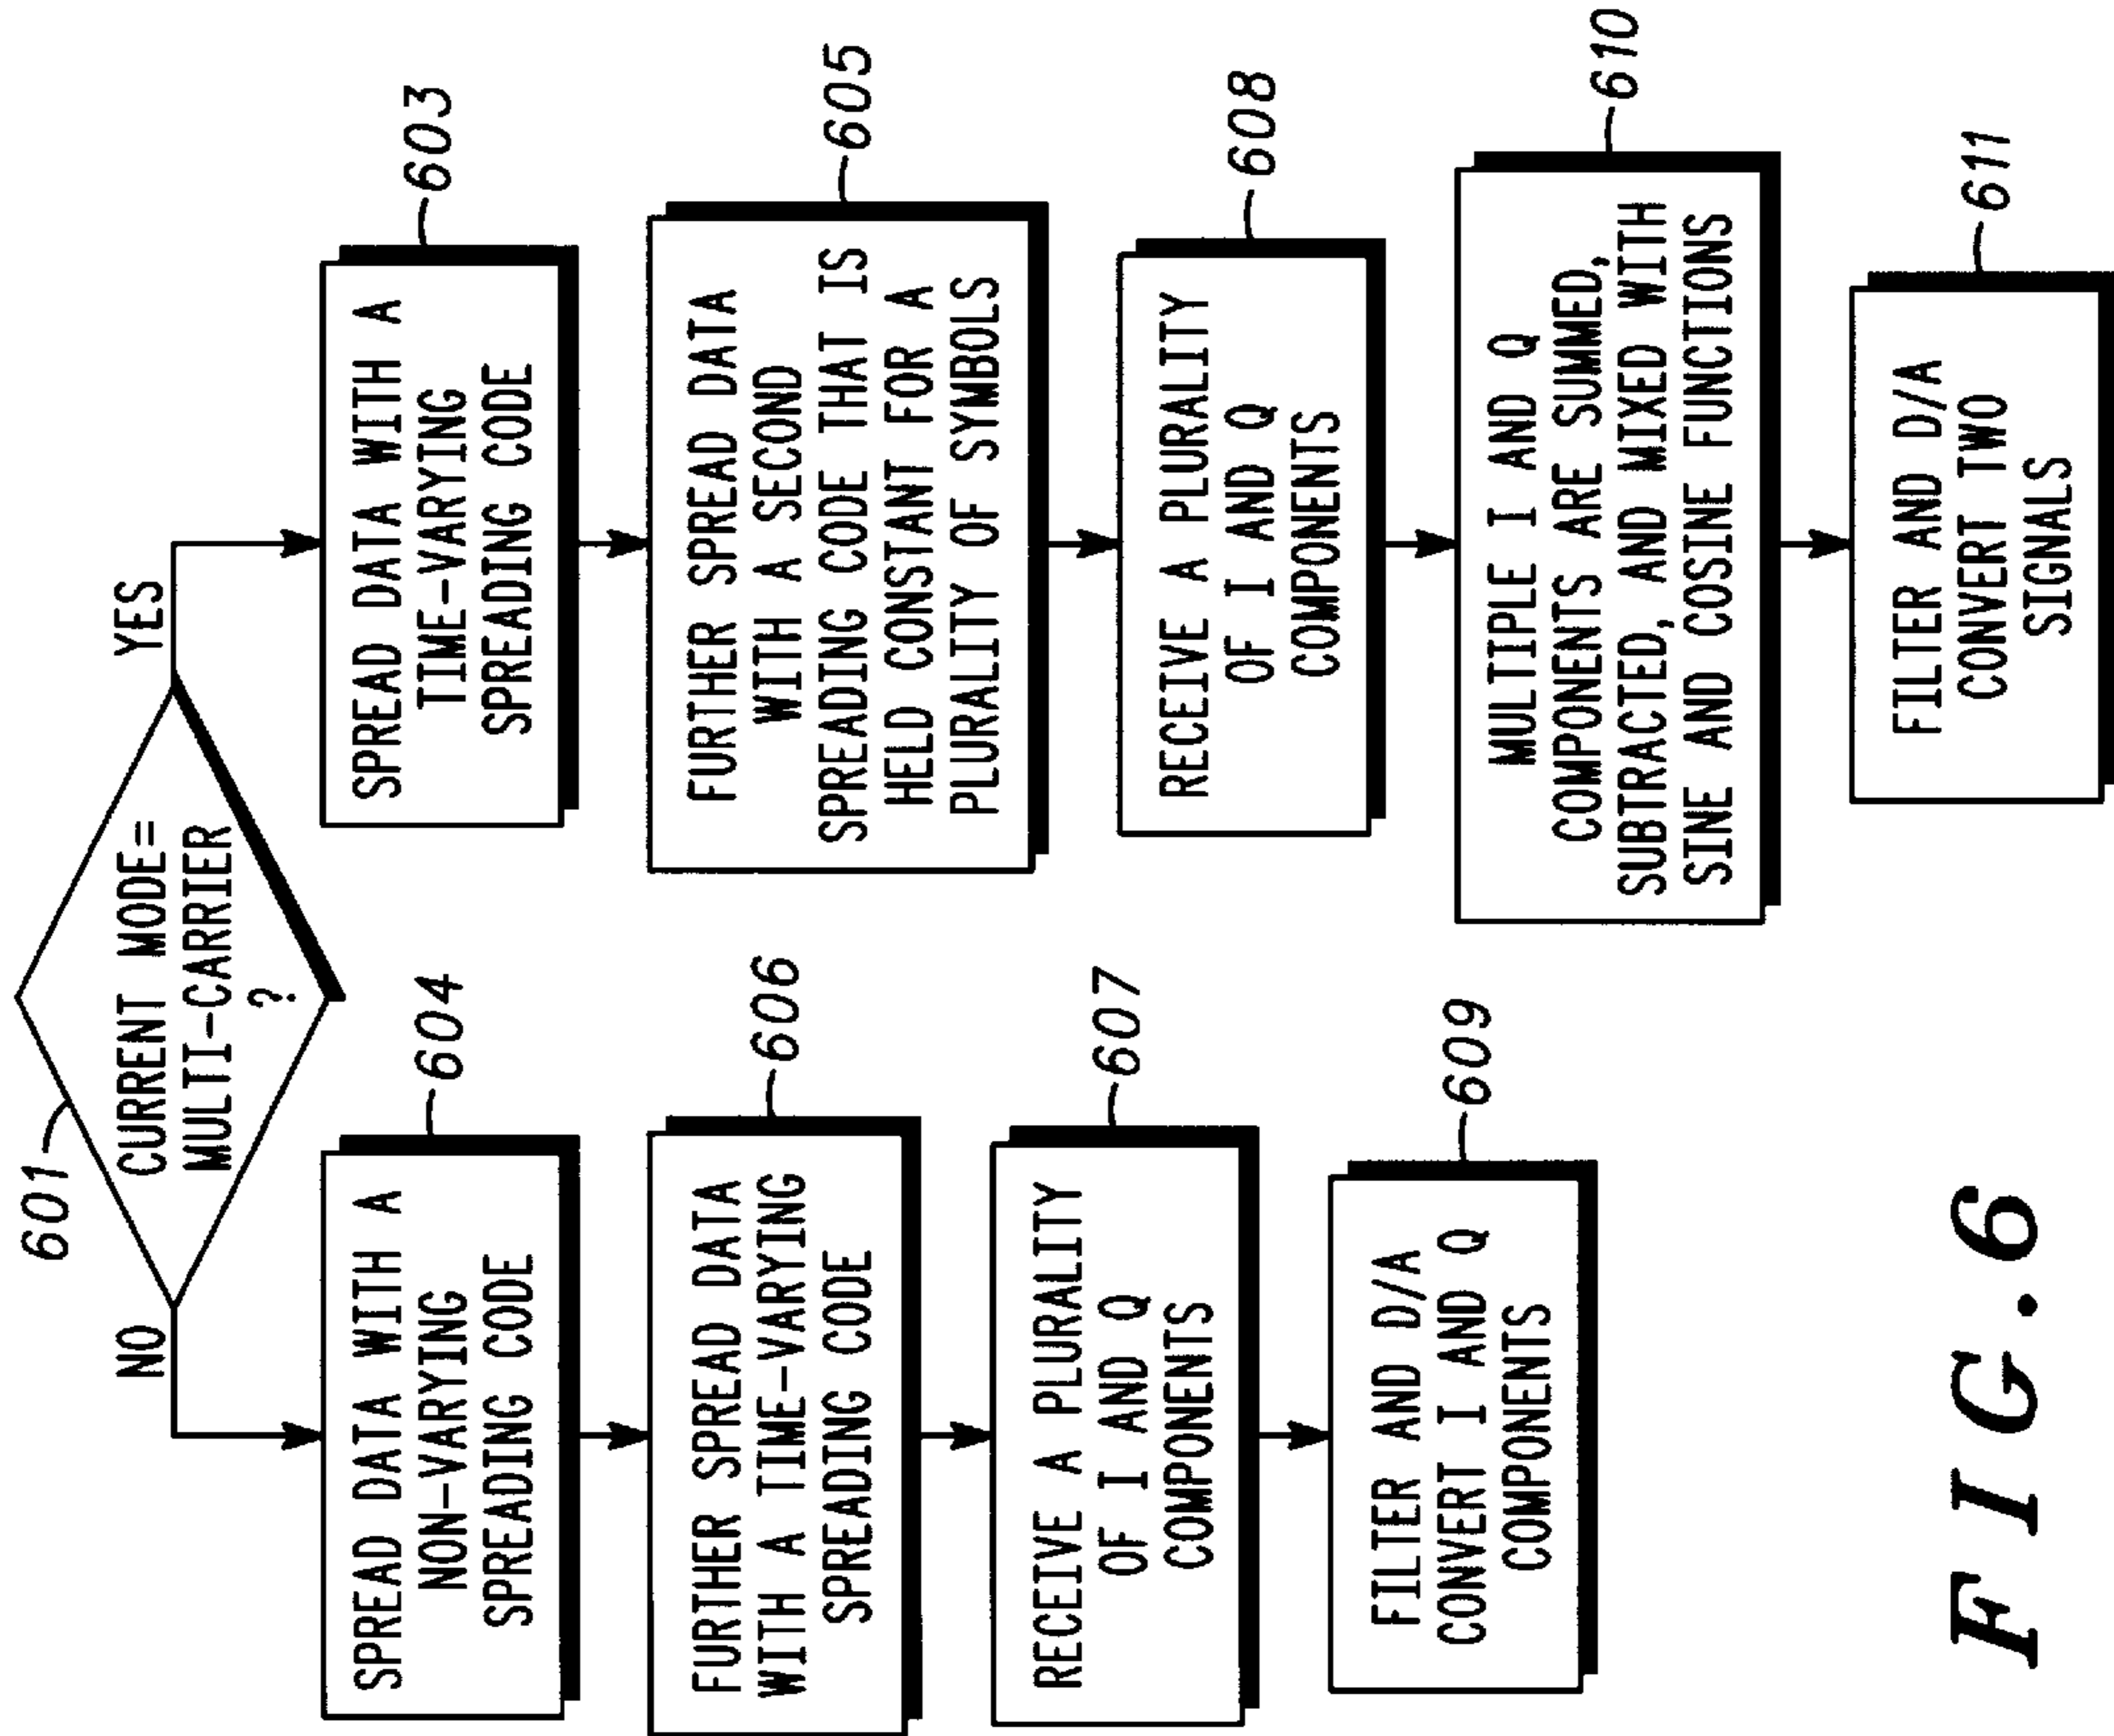 601
CURRENT MODE=
MULTI-CARRIER
?
NO
YES
SPREAD DATA WITH A
NON-VARYING
SPREADING CODE
604
FURTHER SPREAD DATA
WITH A TIME-VARYING
SPREADING CODE
606
RECEIVE A PLURALITY
OF I AND Q
COMPONENTS
607
FILTER AND D/A
CONVERT I AND Q
COMPONENTS
609
SPREAD DATA WITH A
TIME-VARYING
SPREADING CODE
603
FURTHER SPREAD DATA
WITH A SECOND
SPREADING CODE THAT IS
HELD CONSTANT FOR A
PLURALITY OF SYMBOLS
605
RECEIVE A PLURALITY
OF I AND Q
COMPONENTS
608
MULTIPLE I AND Q
COMPONENTS ARE SUMMED,
SUBTRACTED, AND MIXED WITH
SINE AND COSINE FUNCTIONS
610
FILTER AND D/A
CONVERT TWO
SIGNALS
611
FIG. 6